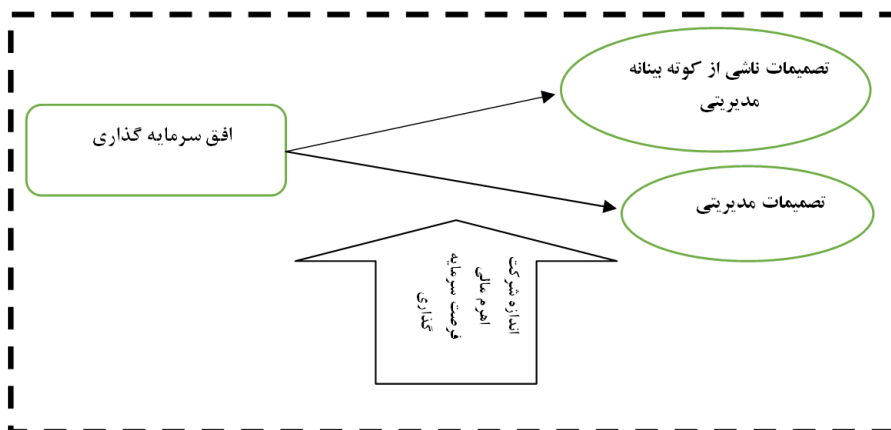 تصمیمات ناشی از کوته بینانه
مدیریتی
افق سرمایه گذاری
تصمیمات مدیریتی
اندازه شرکت
اهرم مالی
فرصت سرمایه
گذاری